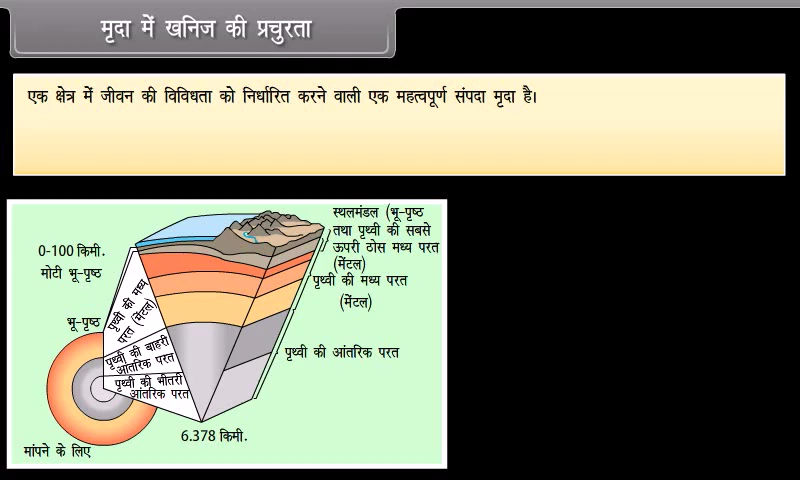 मृदा में खनिज की प्रचुरता
एक क्षेत्र में जीवन की विविधता को निर्धारित करने वाली एक महत्वपूर्ण संपदा मृदा है।
स्थलमंडल (भू-पृष्ठ
तथा पृथ्वी की सबसे
ऊपरी ठोस मध्य परत
(मेंटल)
पृथ्वी की मध्य परत
(मेंटल)
पृथ्वी की आंतरिक परत
0-100 किमी.
मोटी भू-पृष्ठ
भू-पृष्ठ
पृथ्वी की मध्य
परत (मेंटल)
पृथ्वी की बाहरी
आंतरिक परत
पृथ्वी की भीतरी
आंतरिक परत
6.378 किमी.
मांपने के लिए